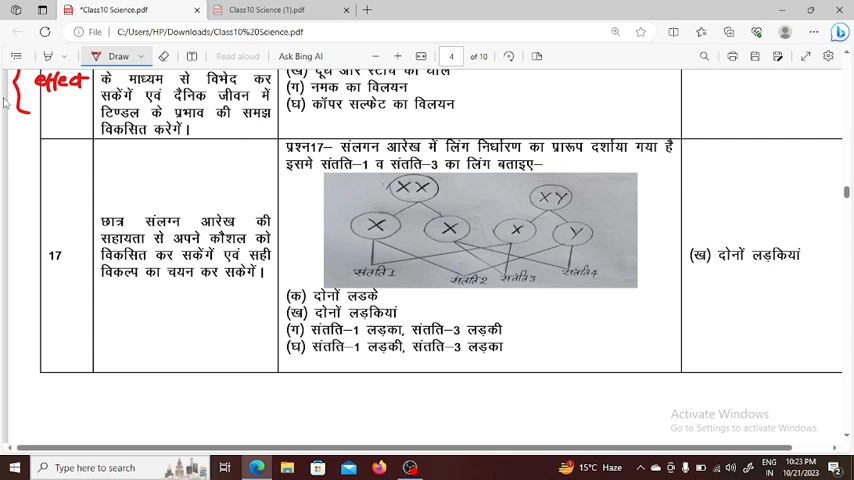 *Class10 Science.pdf
Class10 Science (1).pdf
C:/Users/HP/Downloads/Class10%20Science.pdf
Draw
Read aloud
Ask Bing AI
4 of 10
effect
के माध्यम से विभेद कर
सकेंगें एवं दैनिक जीवन में
टिण्डल के प्रभाव की समझ
विकसित करेगें।
(ख) दूध और स्टार्च का घोल
(ग) नमक का विलयन
(घ) कॉपर सल्फेट का विलयन
17
छात्र संलग्न आरेख की
सहायता से अपने कौशल को
विकसित कर सकेंगें एवं सही
विकल्प का चयन कर सकेगें।
प्रश्न17– संलगन आरेख में लिंग निर्धारण का प्रारूप दर्शाया गया है
इसमे संतति–1 व संतति–3 का लिंग बताइए–
XX
XY
X
X
X
Y
संतति1
संतति2
संतति3
संतति4
(क) दोनों लडके
(ख) दोनों लड़कियां
(ग) संतति–1 लड़का, संतति–3 लड़की
(घ) संतति–1 लड़की, संतति–3 लड़का
(ख) दोनों लड़कियां
Activate Windows
Go to Settings to activate Windows.
Type here to search
15°C Haze
ENG
IN
10:23 PM
10/21/2023
2